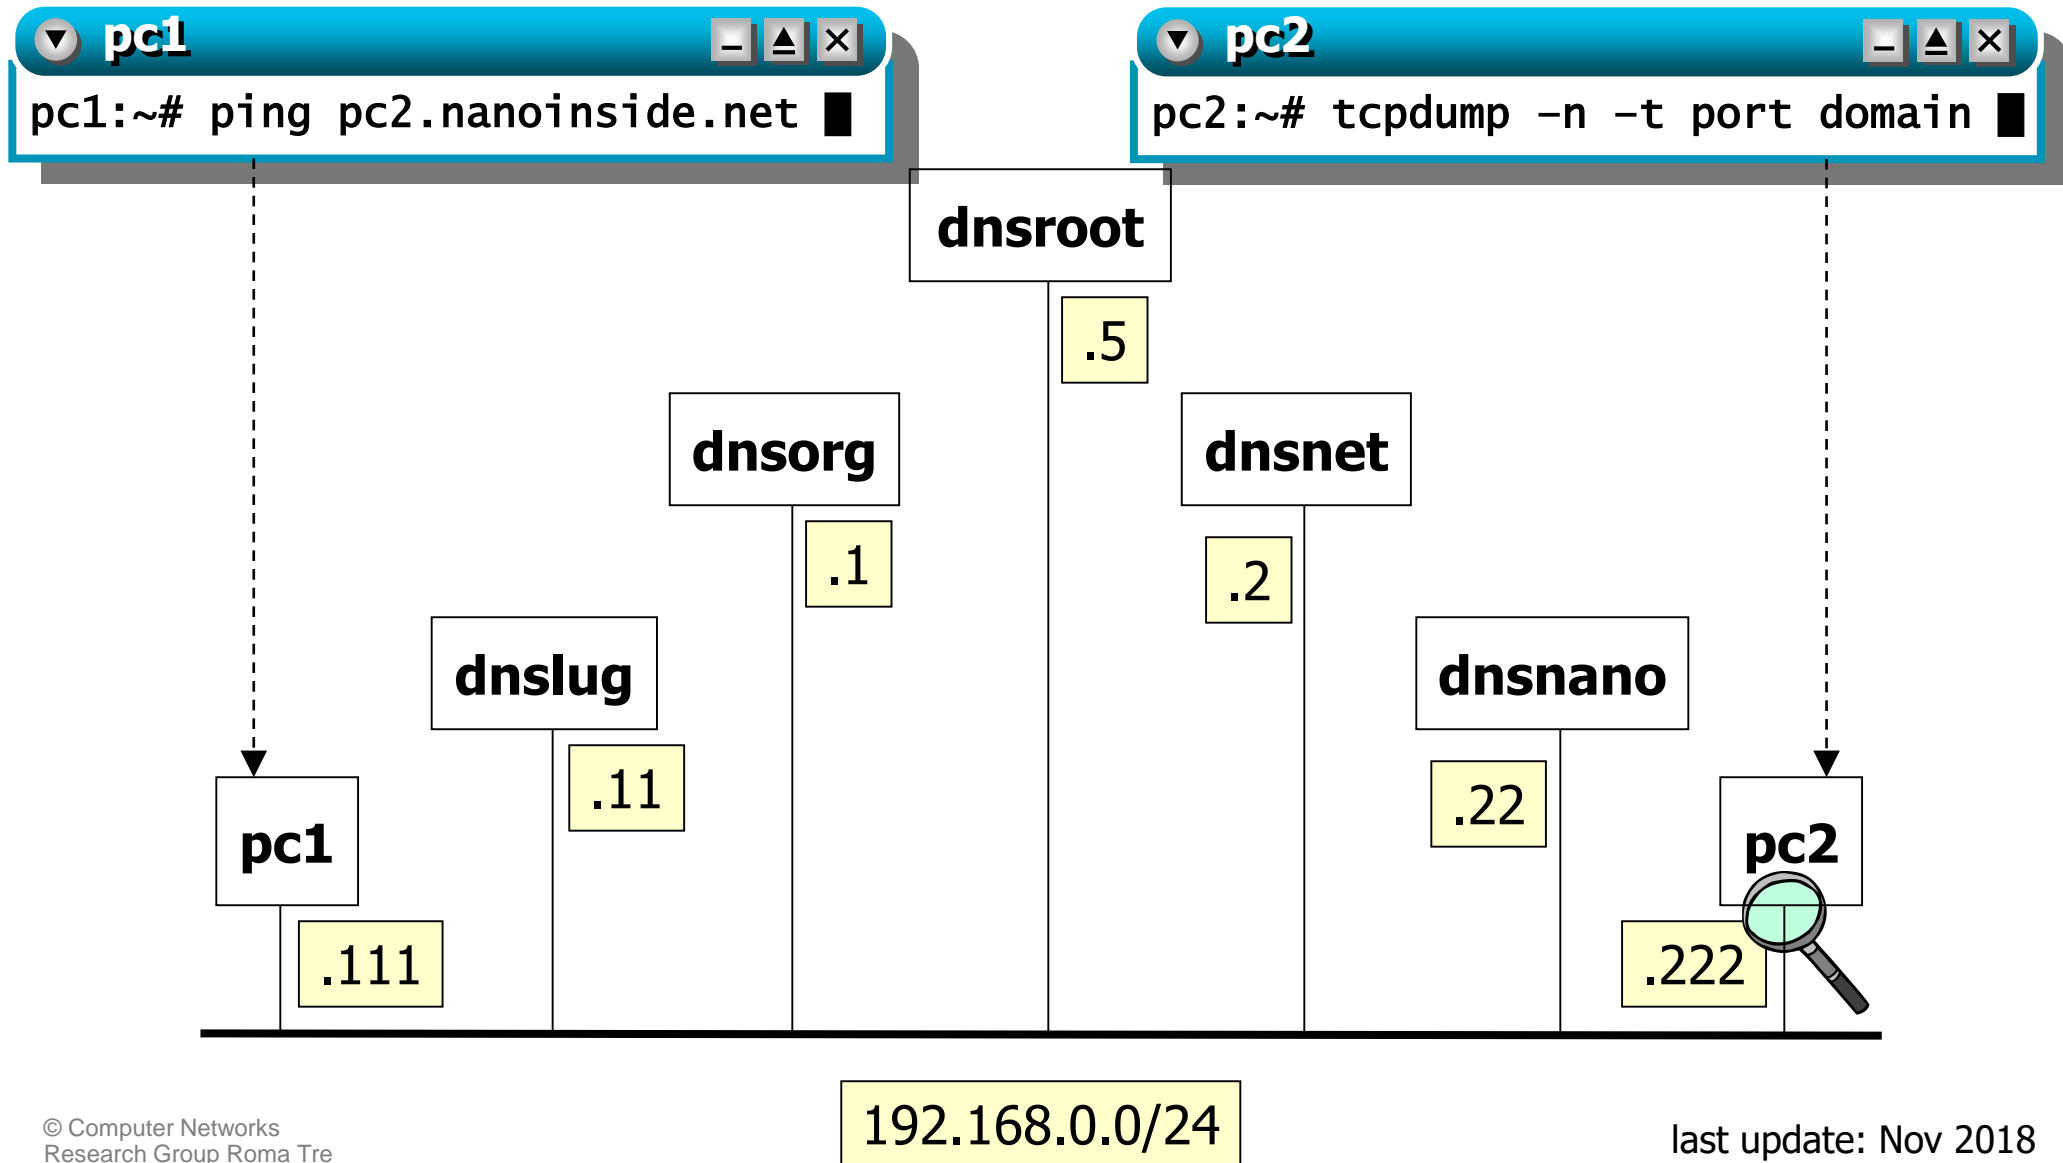 pc1
pc2
pc1:~# ping pc2.nanoinside.net
pc2:~# tcpdump –n –t port domain
dnsroot
.5
dnsorg
dnsnet
.1
.2
dnslug
dnsnano
.11
.22
pc1
pc2
.111
.222
192.168.0.0/24
© Computer Networks
Research Group Roma Tre
last update: Nov 2018